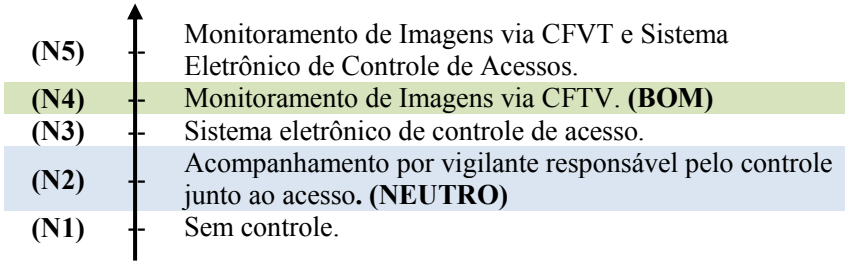 (N5) Monitoramento de Imagens via CFVT e Sistema
Eletrônico de Controle de Acessos.
(N4) Monitoramento de Imagens via CFTV. (BOM)
(N3) Sistema eletrônico de controle de acesso.
(N2) Acompanhamento por vigilante responsável pelo controle
junto ao acesso. (NEUTRO)
(N1) Sem controle.